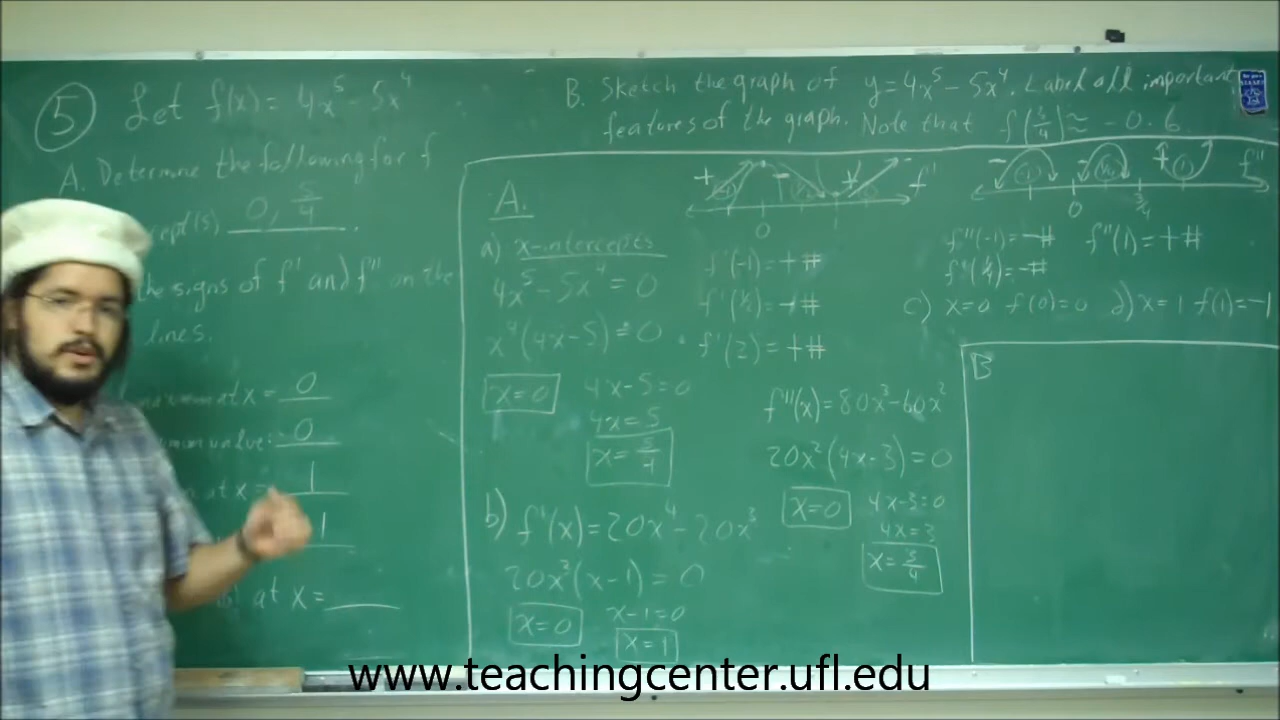 5 Let f(x) = 4x⁵ - 5x⁴
A. Determine the following for f
0, 5/4
the signs of f' and f'' on the
lines.
at x = 0
value: 0
at x = 1
1
at x = ___
B. Sketch the graph of y = 4x⁵ - 5x⁴. Label all important
features of the graph. Note that f(3/4) ≈ -0.6
A.
a) x-intercepts
4x⁵ - 5x⁴ = 0
x⁴(4x-5) = 0
x=0 4x-5=0
4x=5
x=5/4
b) f'(x) = 20x⁴ - 20x³
20x³(x-1) = 0
x=0 x-1=0
x=1
+ - + f'
0
f'(-1) = +#
f'(½) = -#
f'(2) = +#
f''(x) = 80x³ - 60x²
20x²(4x-3) = 0
x=0 4x-3=0
4x=3
x=3/4
- - + f''
0 3/4
f''(-1) = -# f''(1) = +#
f''(¼) = -#
c) x=0 f(0)=0 d) x=1 f(1)=-1
B
www.teachingcenter.ufl.edu